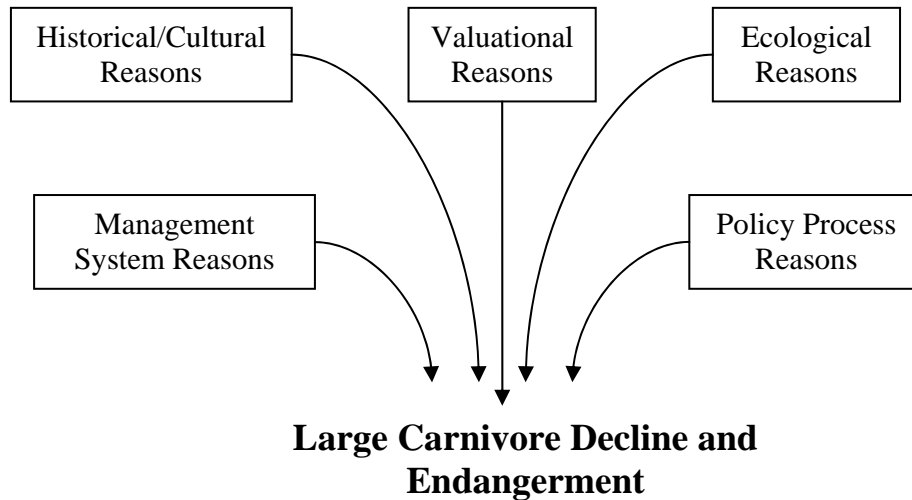 Historical/Cultural
Reasons
Valuational
Reasons
Ecological
Reasons
Management
System Reasons
Policy Process
Reasons
Large Carnivore Decline and
Endangerment